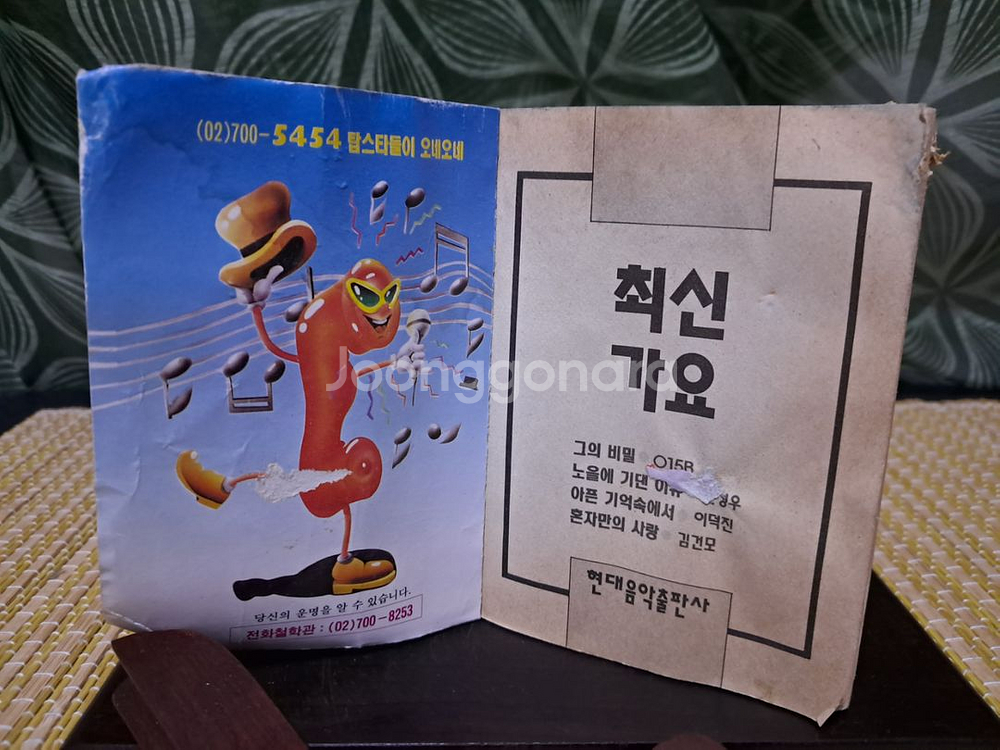 (02)700-5454 탑스타들이 오네오네
당신의 운명을 알 수 있습니다.
전화철학관 : (02)700-8253
최신
가요
그의 비밀 O15B
노을에 기댄 이유
아픈 기억속에서 이덕진
혼자만의 사랑 김건모
현대음악출판사
Joonggonara